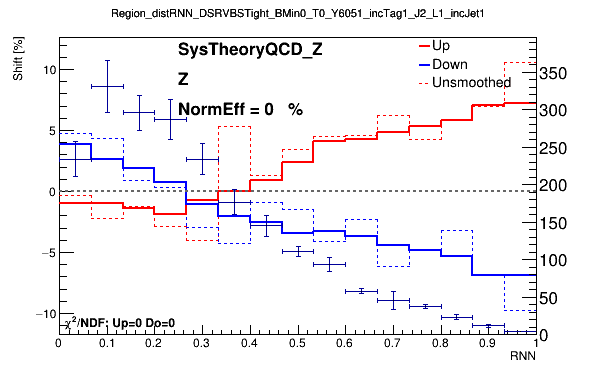 Region_distRNN_DSRVBSTight_BMin0_T0_Y6051_incTag1_J2_L1_incJet1
Shift [%]
SysTheoryQCD_Z
Z
NormEff = 0 %
Up
Down
Unsmoothed
10
5
0
−5
−10
350
300
250
200
150
100
50
0
χ²/NDF: Up=0 Do=0
0 0.1 0.2 0.3 0.4 0.5 0.6 0.7 0.8 0.9 1
RNN